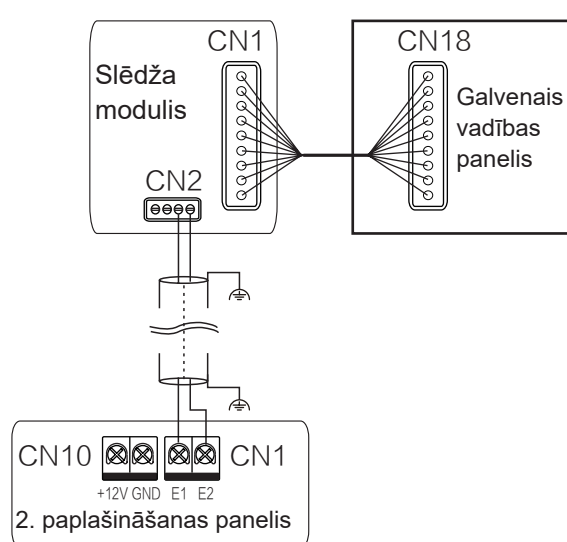 CN1
Slēdža
modulis
CN2
CN18
Galvenais
vadības
panelis
CN10
CN1
+12V GND E1 E2
2. paplašināšanas panelis